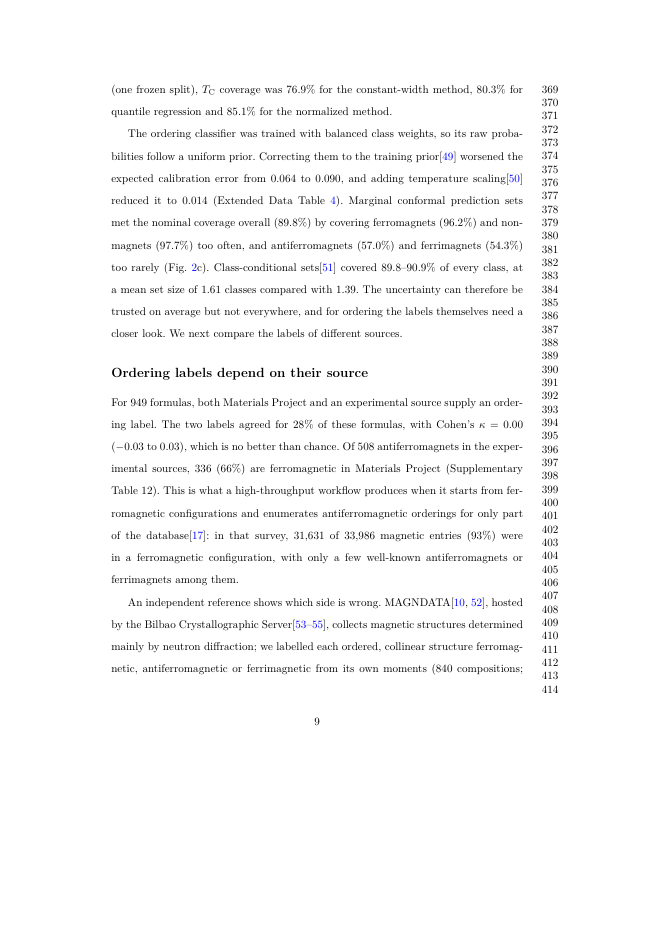 (one frozen split), TC coverage was 76.9% for the constant-width method, 80.3% for
quantile regression and 85.1% for the normalized method.
The ordering classifier was trained with balanced class weights, so its raw proba-
bilities follow a uniform prior. Correcting them to the training prior[49] worsened the
expected calibration error from 0.064 to 0.090, and adding temperature scaling[50]
reduced it to 0.014 (Extended Data Table 4). Marginal conformal prediction sets
met the nominal coverage overall (89.8%) by covering ferromagnets (96.2%) and non-
magnets (97.7%) too often, and antiferromagnets (57.0%) and ferrimagnets (54.3%)
too rarely (Fig. 2c). Class-conditional sets[51] covered 89.8–90.9% of every class, at
a mean set size of 1.61 classes compared with 1.39. The uncertainty can therefore be
trusted on average but not everywhere, and for ordering the labels themselves need a
closer look. We next compare the labels of different sources.
Ordering labels depend on their source
For 949 formulas, both Materials Project and an experimental source supply an order-
ing label. The two labels agreed for 28% of these formulas, with Cohen's κ = 0.00
(−0.03 to 0.03), which is no better than chance. Of 508 antiferromagnets in the exper-
imental sources, 336 (66%) are ferromagnetic in Materials Project (Supplementary
Table 12). This is what a high-throughput workflow produces when it starts from fer-
romagnetic configurations and enumerates antiferromagnetic orderings for only part
of the database[17]: in that survey, 31,631 of 33,986 magnetic entries (93%) were
in a ferromagnetic configuration, with only a few well-known antiferromagnets or
ferrimagnets among them.
An independent reference shows which side is wrong. MAGNDATA[10, 52], hosted
by the Bilbao Crystallographic Server[53–55], collects magnetic structures determined
mainly by neutron diffraction; we labelled each ordered, collinear structure ferromag-
netic, antiferromagnetic or ferrimagnetic from its own moments (840 compositions;
369
370
371
372
373
374
375
376
377
378
379
380
381
382
383
384
385
386
387
388
389
390
391
392
393
394
395
396
397
398
399
400
401
402
403
404
405
406
407
408
409
410
411
412
413
414
9